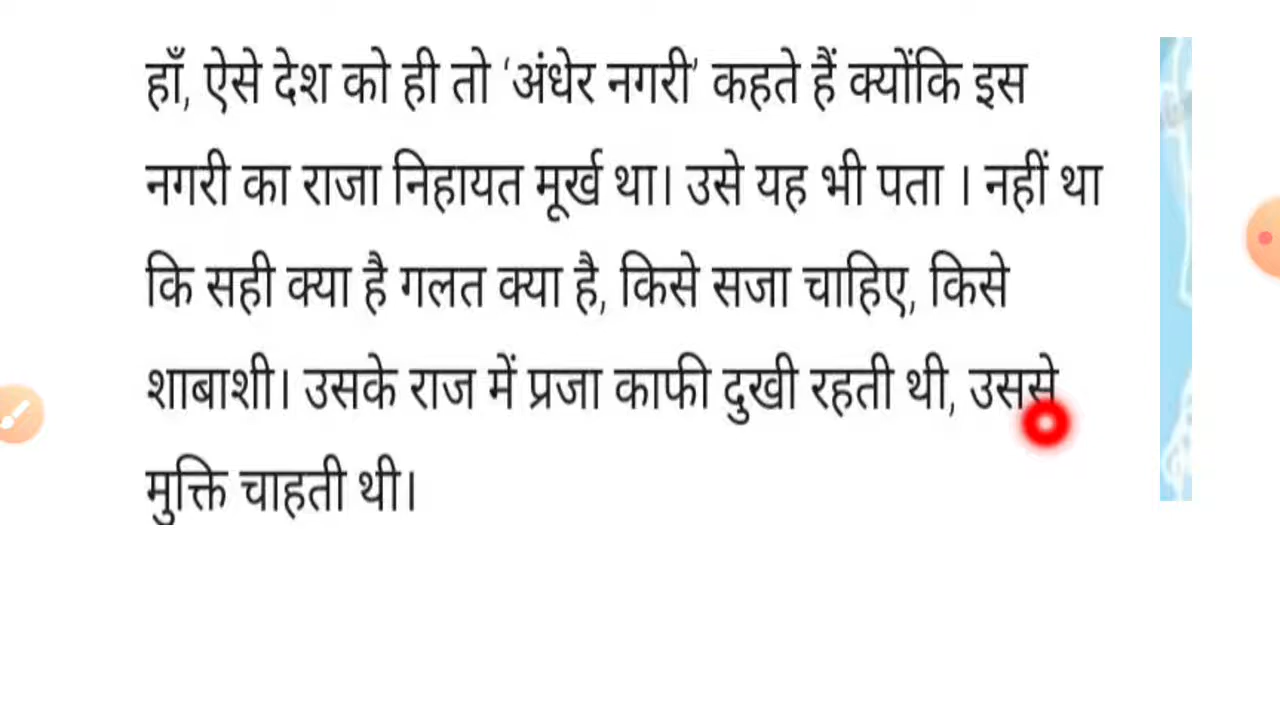 हाँ, ऐसे देश को ही तो ‘अंधेर नगरी’ कहते हैं क्योंकि इस
नगरी का राजा निहायत मूर्ख था। उसे यह भी पता । नहीं था
कि सही क्या है गलत क्या है, किसे सजा चाहिए, किसे
शाबाशी। उसके राज में प्रजा काफी दुखी रहती थी, उससे
मुक्ति चाहती थी।